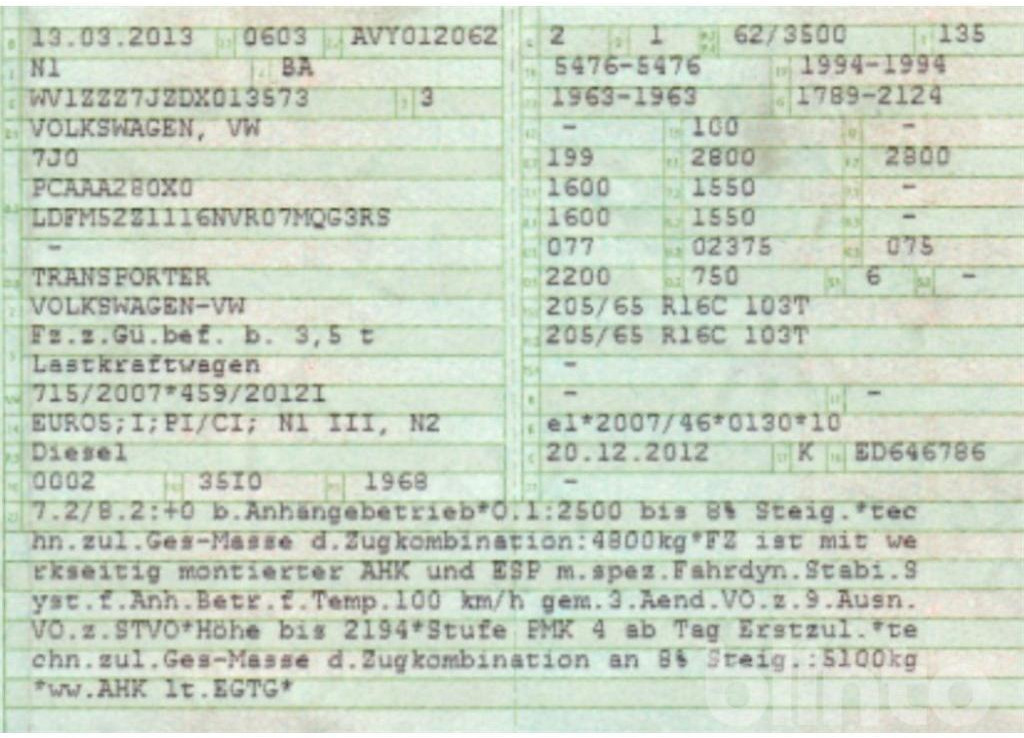 13.03.2013 0603 AVY012062
N1 BA
WV1ZZZ7JZDX013573 3
VOLKSWAGEN, VW
7J0
PCAAA280X0
LDFM52Z1116NVR07MQG3RS
-
TRANSPORTER
VOLKSWAGEN-VW
Fz.z.Gü.bef. b. 3,5 t
Lastkraftwagen
715/2007*459/2012I
EURO5;I;PI/CI; N1 III, N2
Diesel
0002 35I0 1968
2 1 62/3500 135
5476-5476 1994-1994
1963-1963 1789-2124
- 100 -
199 2800 2800
1600 1550 -
1600 1550 -
077 02375 075
2200 750 6 -
205/65 R16C 103T
205/65 R16C 103T
-
- -
e1*2007/46*0130*10
20.12.2012 K ED646786
-
7.2/8.2:+0 b.Anhängebetrieb*O.1:2500 bis 8% Steig.*tec
hn.zul.Ges-Masse d.Zugkombination:4800kg*FZ ist mit we
rkseitig montierter AHK und ESP m.spez.Fahrdyn.Stabi.S
yst.f.Anh.Betr.f.Temp.100 km/h gem.3.Aend.VO.z.9.Ausn.
VO.z.STVO*Höhe bis 2194*Stufe PMK 4 ab Tag Erstzul.*te
chn.zul.Ges-Masse d.Zugkombination an 8% Steig.:5100kg
*ww.AHK lt.EGTG*
olinco